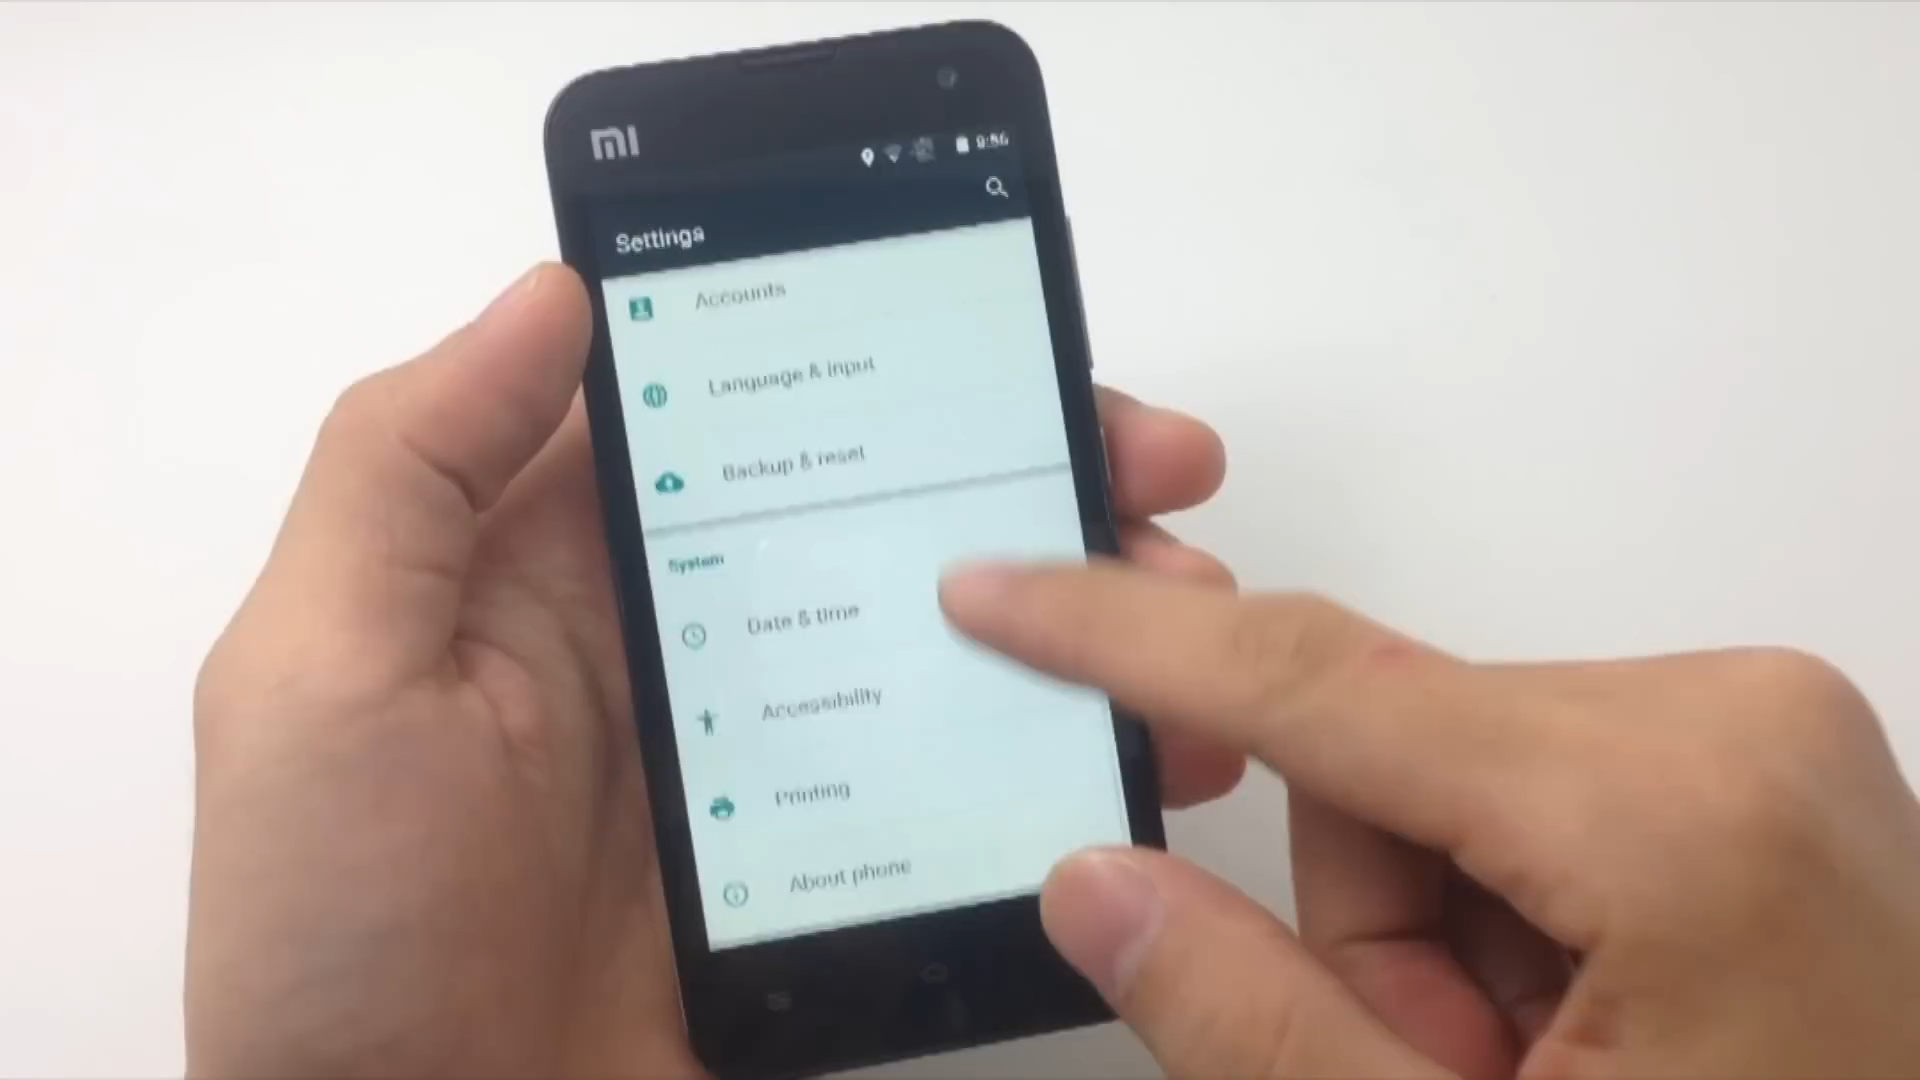 mi
Settings
Accounts
Language & input
Backup & reset
System
Date & time
Accessibility
Printing
About phone